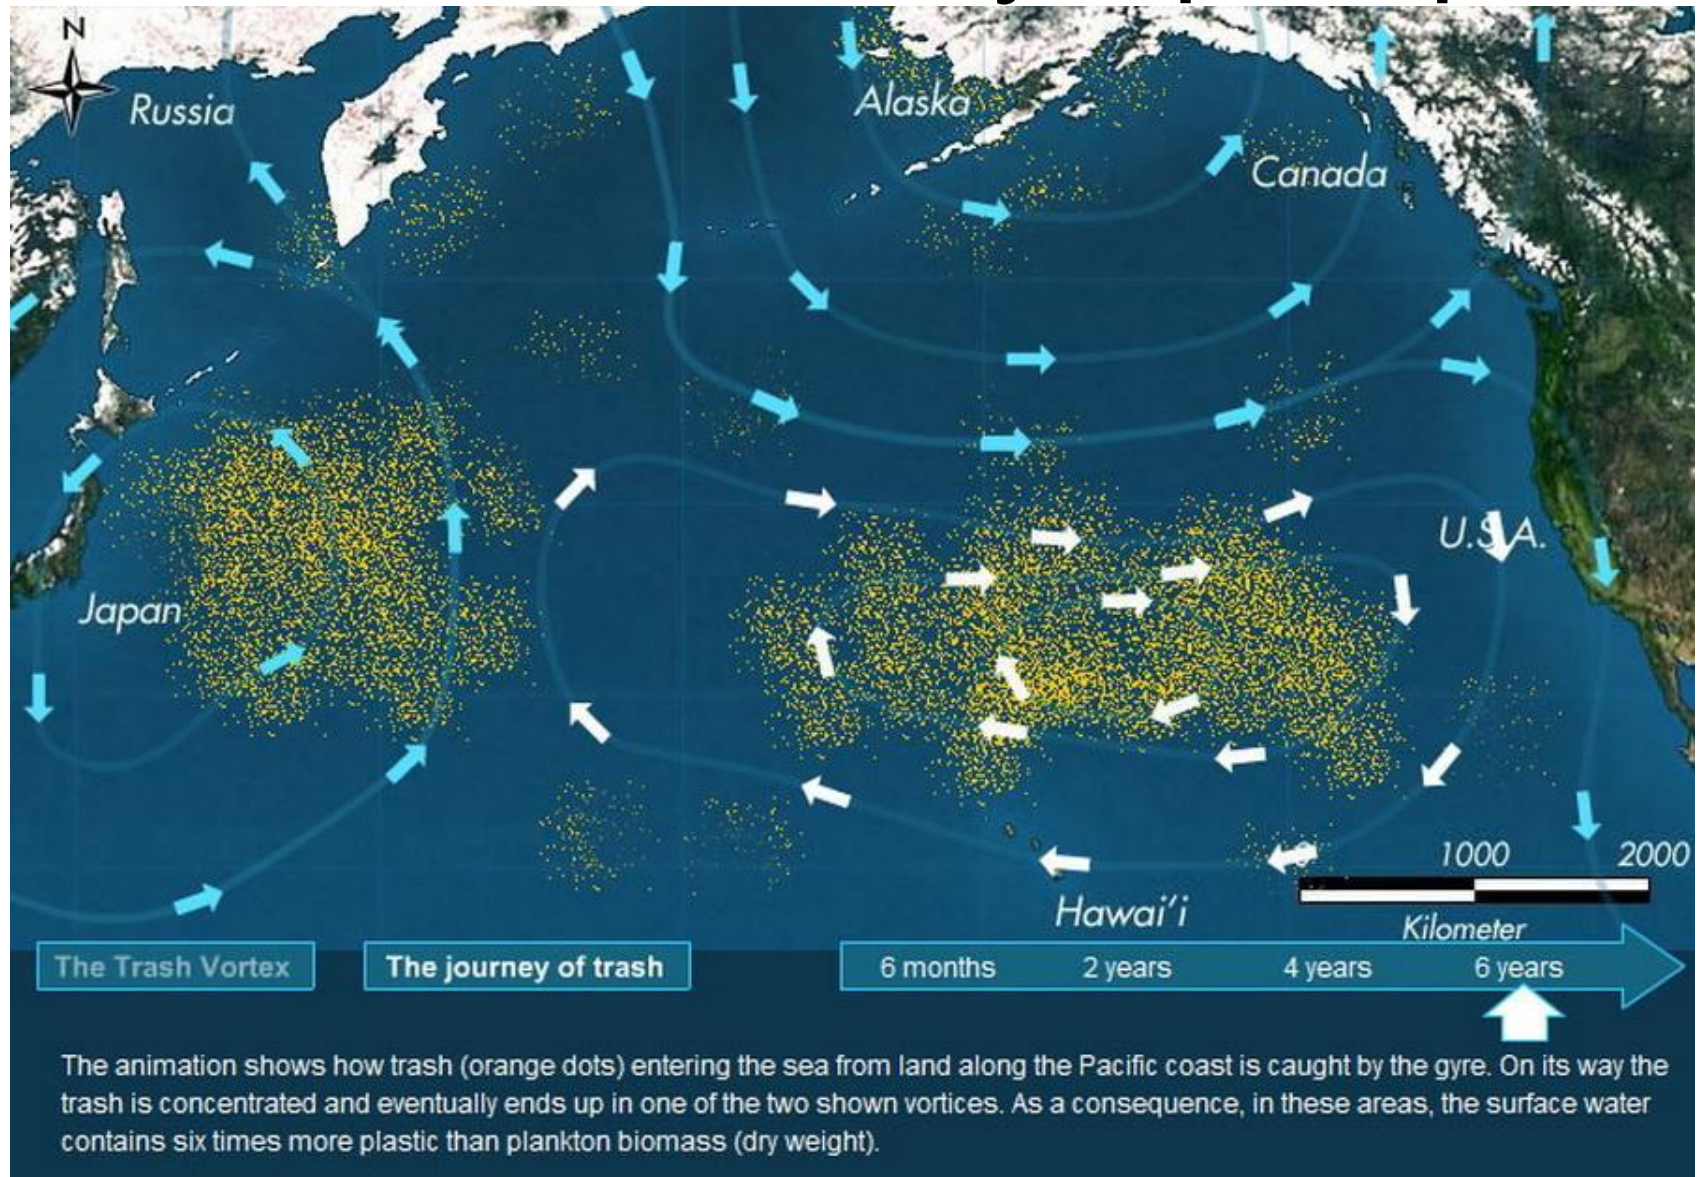 N
Russia
Alaska
Canada
U.S.A.
Japan
1000 2000
Hawai'i
Kilometer
The Trash Vortex
The journey of trash
6 months 2 years 4 years 6 years
The animation shows how trash (orange dots) entering the sea from land along the Pacific coast is caught by the gyre. On its way the
trash is concentrated and eventually ends up in one of the two shown vortices. As a consequence, in these areas, the surface water
contains six times more plastic than plankton biomass (dry weight).